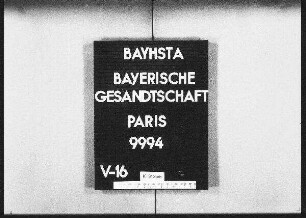 BAYHSTA
BAYERISCHE
GESANDTSCHAFT
PARIS
9994
V-16